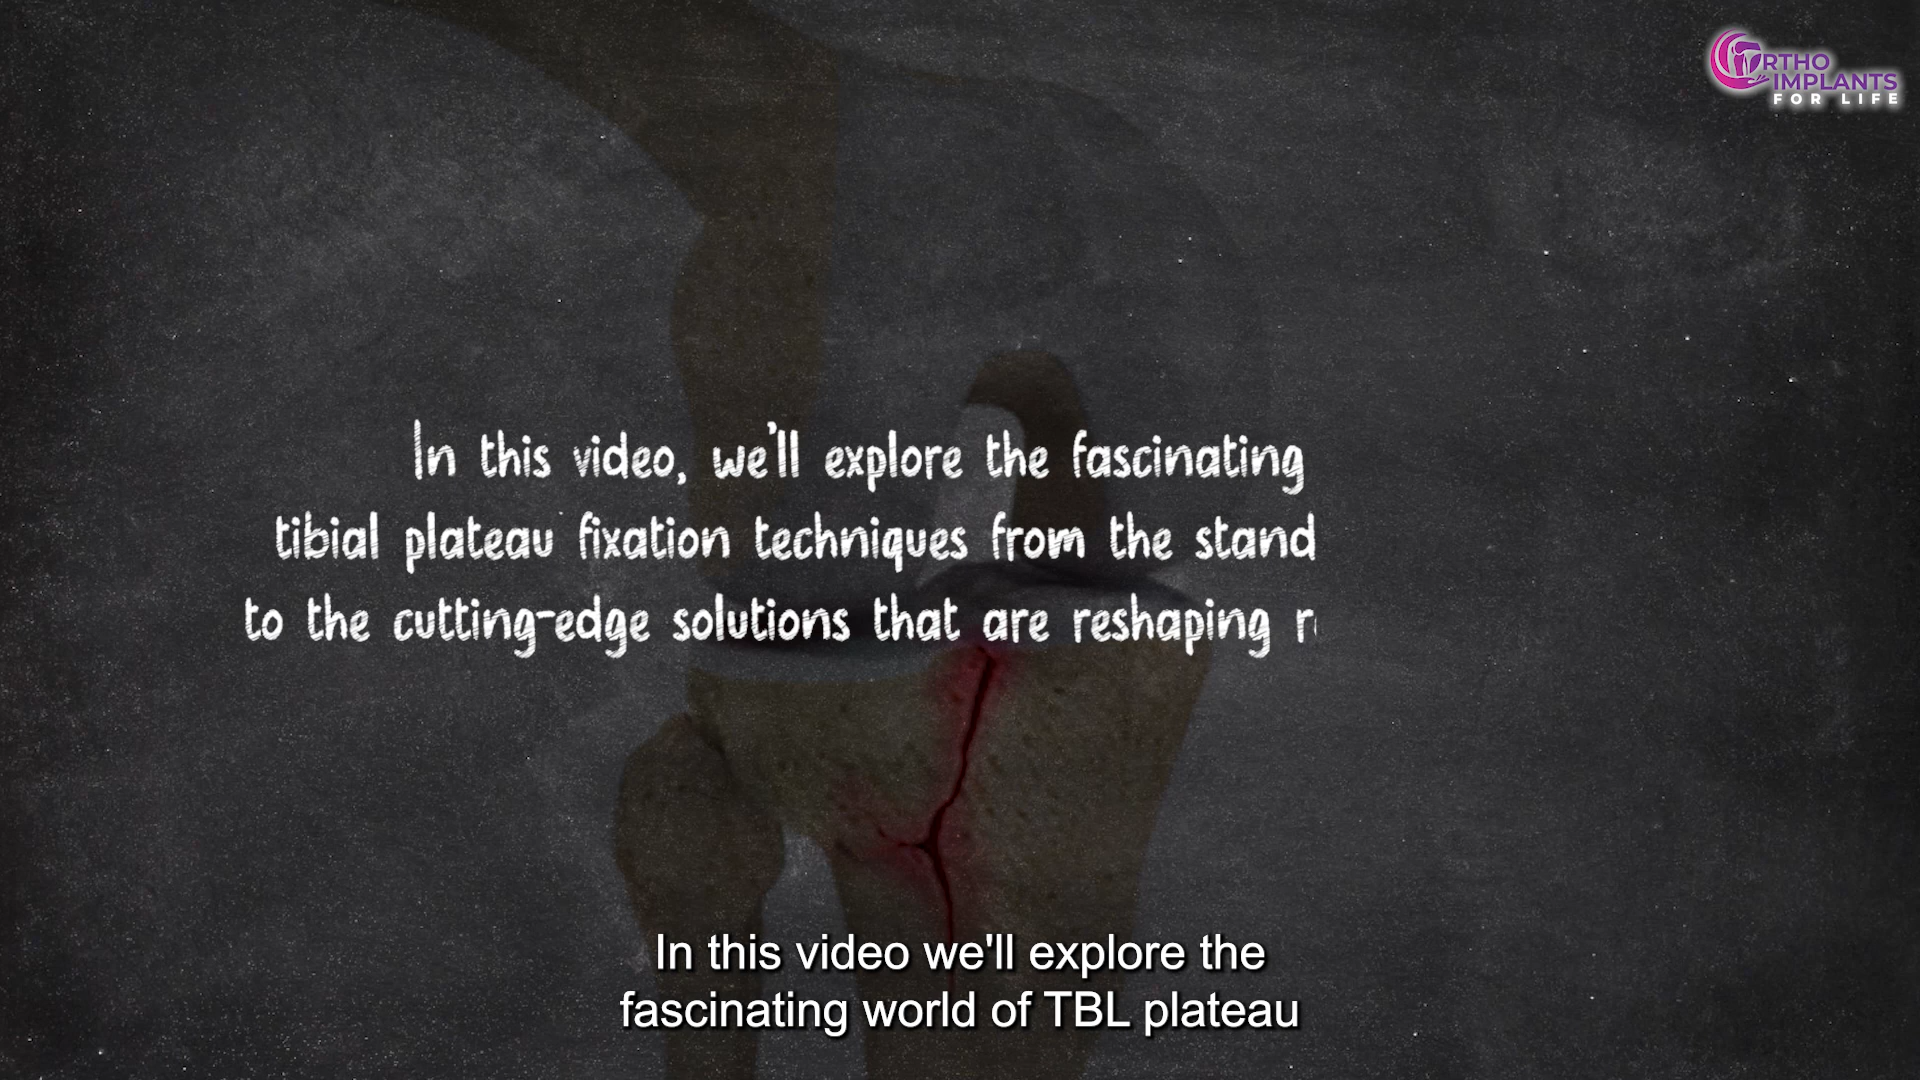 ORTHO
IMPLANTS
FOR LIFE
In this video, we'll explore the fascinating
tibial plateau fixation techniques from the stand
to the cutting-edge solutions that are reshaping
In this video we'll explore the
fascinating world of TBL plateau